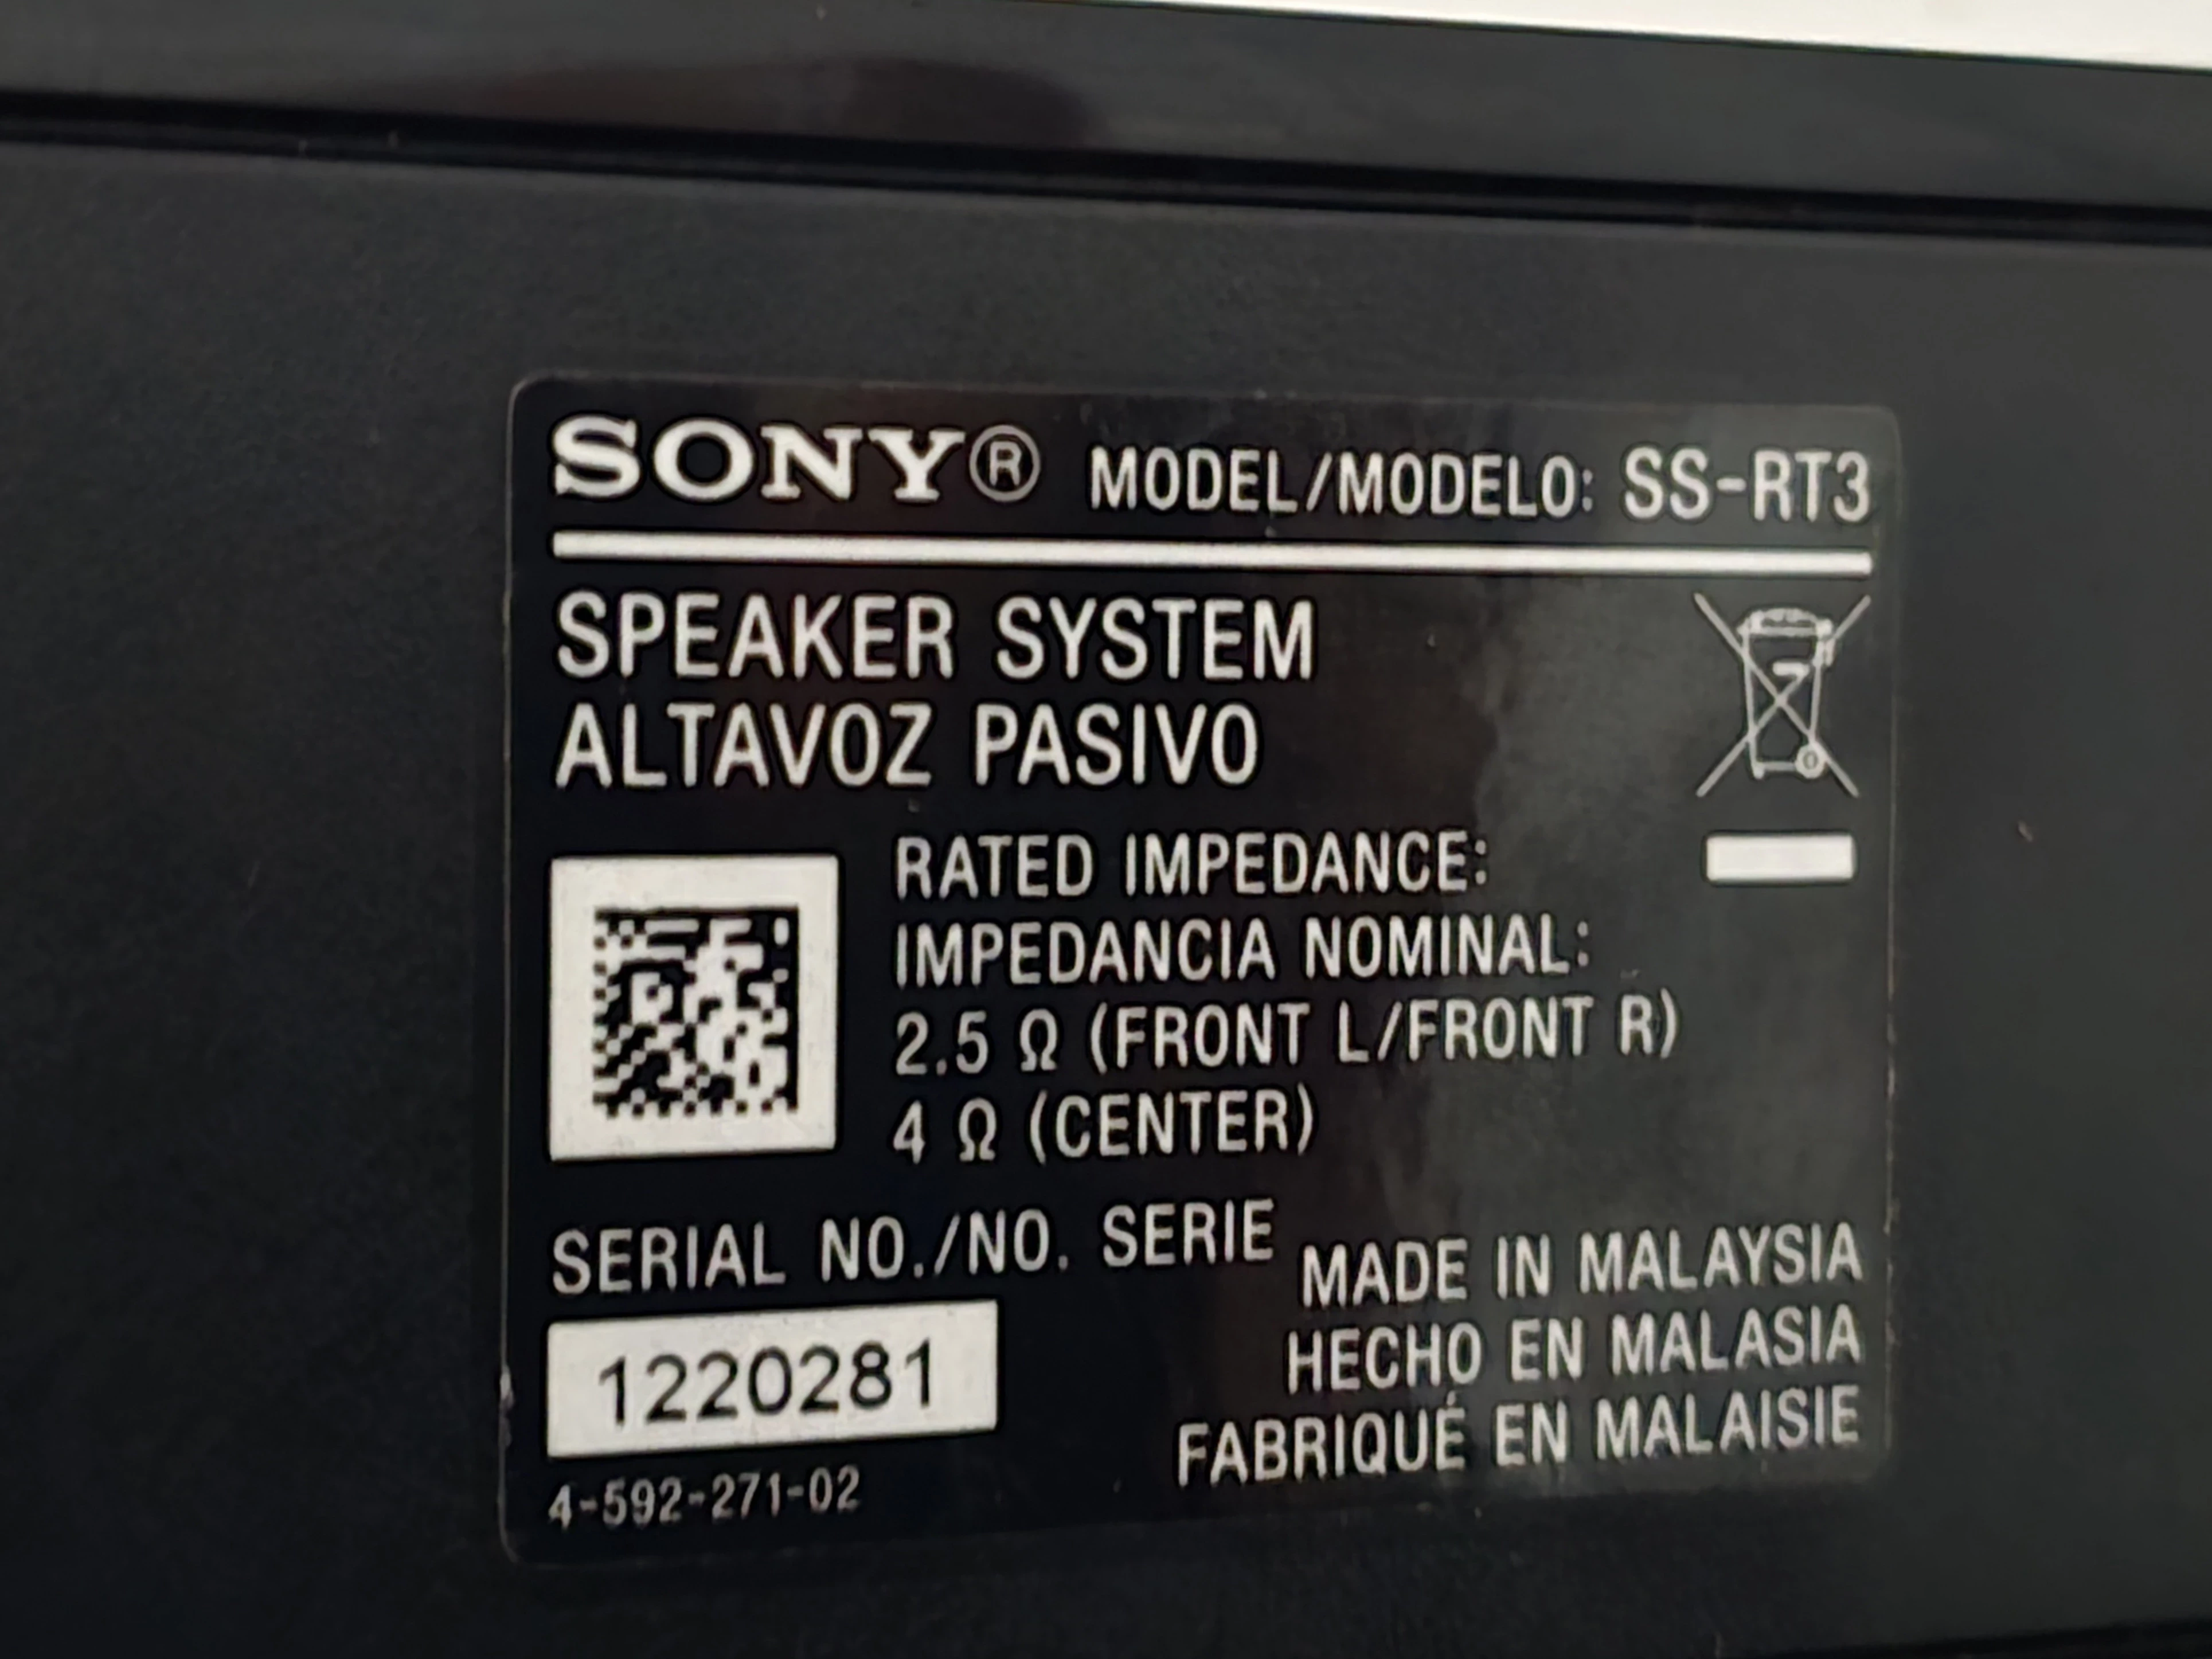 SONY® MODEL/MODELO: SS-RT3
SPEAKER SYSTEM
ALTAVOZ PASIVO
RATED IMPEDANCE:
IMPEDANCIA NOMINAL:
2.5 Ω (FRONT L/FRONT R)
4 Ω (CENTER)
SERIAL NO./NO. SERIE
1220281
4-592-271-02
MADE IN MALAYSIA
HECHO EN MALASIA
FABRIQUÉ EN MALAISIE